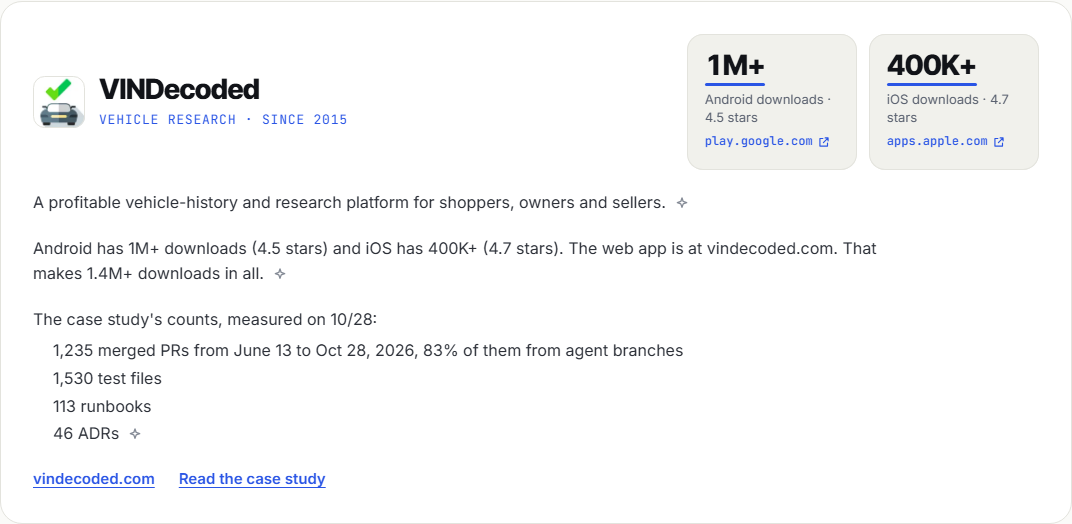 VINDecoded
VEHICLE RESEARCH · SINCE 2015
1M+
Android downloads ·
4.5 stars
play.google.com
400K+
iOS downloads · 4.7
stars
apps.apple.com
A profitable vehicle-history and research platform for shoppers, owners and sellers.
Android has 1M+ downloads (4.5 stars) and iOS has 400K+ (4.7 stars). The web app is at vindecoded.com. That
makes 1.4M+ downloads in all.
The case study's counts, measured on 10/28:
1,235 merged PRs from June 13 to Oct 28, 2026, 83% of them from agent branches
1,530 test files
113 runbooks
46 ADRs
vindecoded.com Read the case study